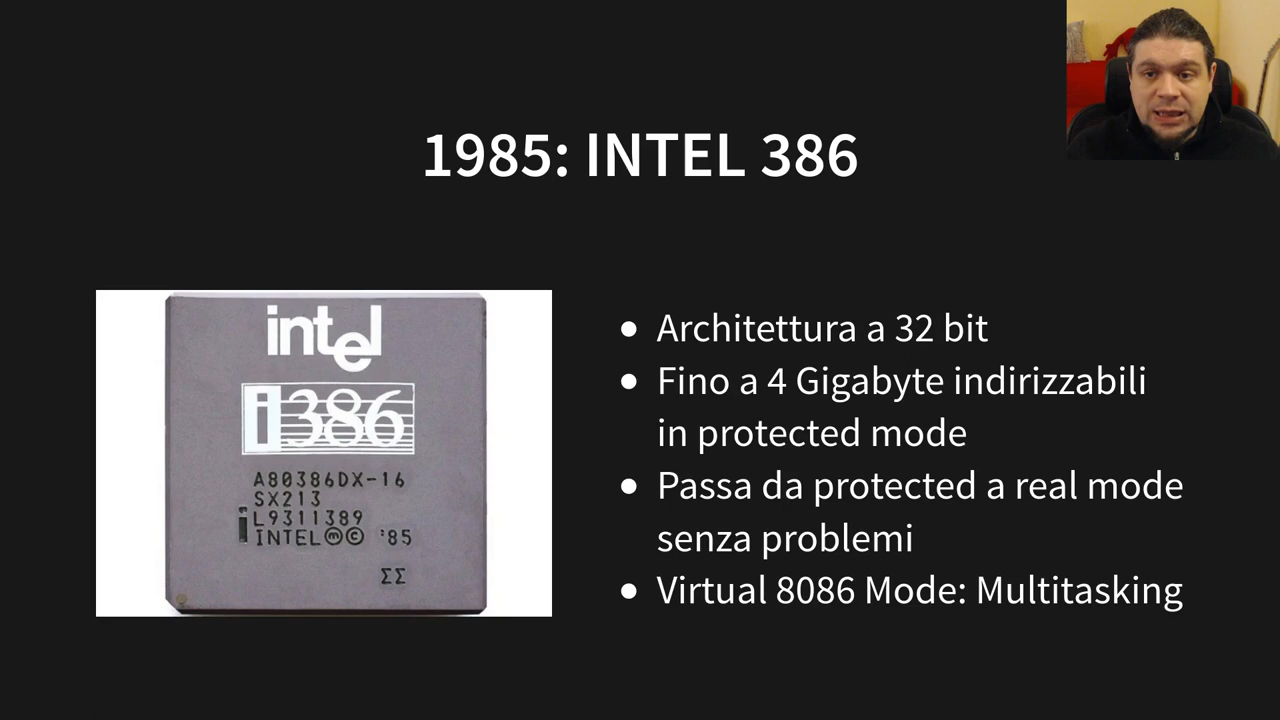 1985: INTEL 386
intel
i386
A80386DX-16
SX213
L9311389
INTELⓂ© '85
ΣΣ
Architettura a 32 bit
Fino a 4 Gigabyte indirizzabili
in protected mode
Passa da protected a real mode
senza problemi
Virtual 8086 Mode: Multitasking